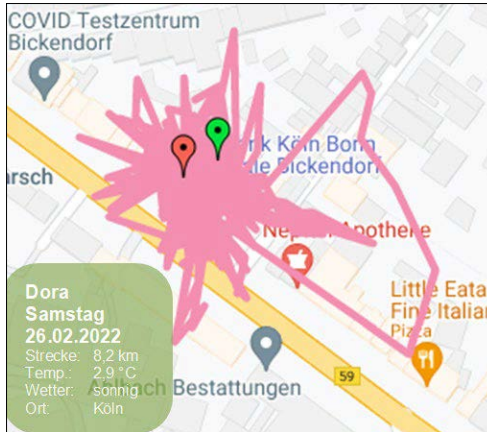 COVID Testzentrum
Bickendorf
arsch
rk Köln Bonn
le Bickendorf
Apotheke
Little Eata
Fine Italian
Pizza
59
Bestattungen
Dora
Samstag
26.02.2022
Strecke: 8,2 km
Temp.: 2,9 °C
Wetter: sonnig
Ort: Köln